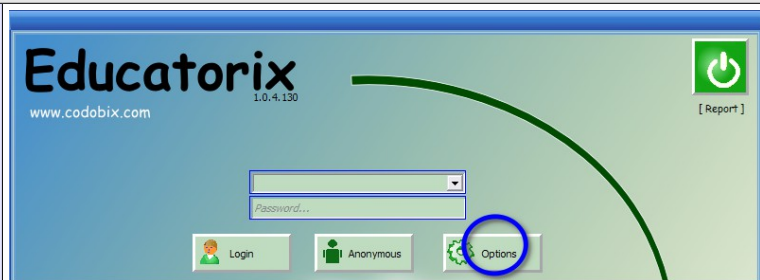 Educatorix
1.0.4.130
www.codobix.com
[ Report ]
Password...
Login
Anonymous
Options